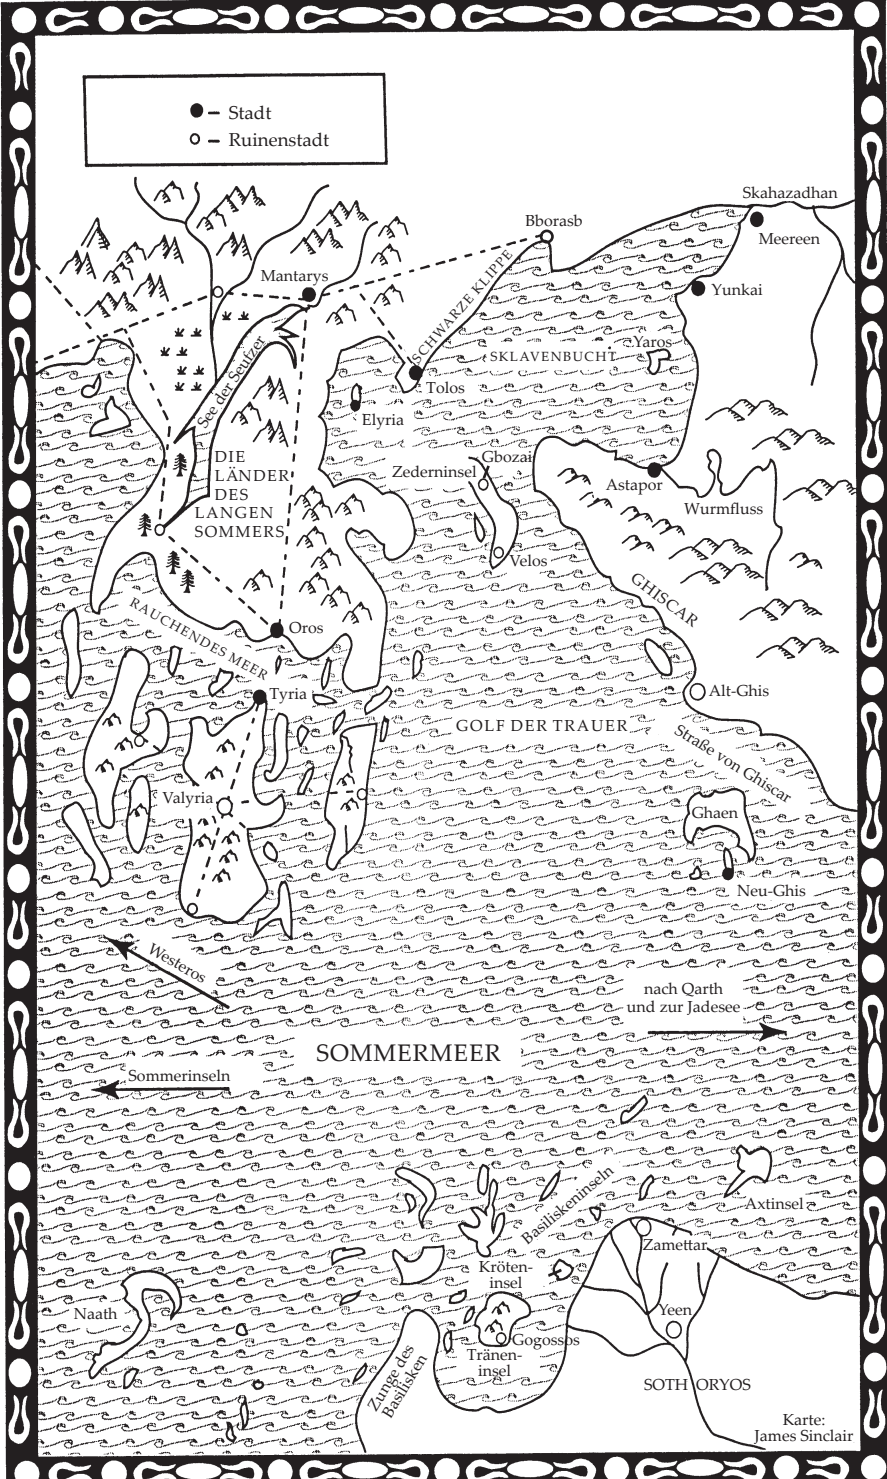 Stadt
Ruinenstadt
Skahazadhan
Bborasb
Meereen
Mantarys
Yunkai
SCHWARZE KLIPPE
Yaros
SKLAVENBUCHT
See der Seufzer
Tolos
Elyria
Gbozai
DIE
LÄNDER
DES
LANGEN
SOMMERS
Zederninsel
Astapor
Wurmfluss
Velos
GHISCAR
RAUCHENDES MEER
Oros
Tyria
Alt-Ghis
GOLF DER TRAUER
Straße von Ghiscar
Valyria
Ghaen
Neu-Ghis
Westeros
nach Qarth
und zur Jadesee
SOMMERMEER
Sommerinseln
Basiliskeninseln
Axtinsel
Zamettar
Kröten-
insel
Naath
Yeen
Gogossos
Tränen-
insel
Zunge des
Basilisken
SOTHORYOS
Karte:
James Sinclair